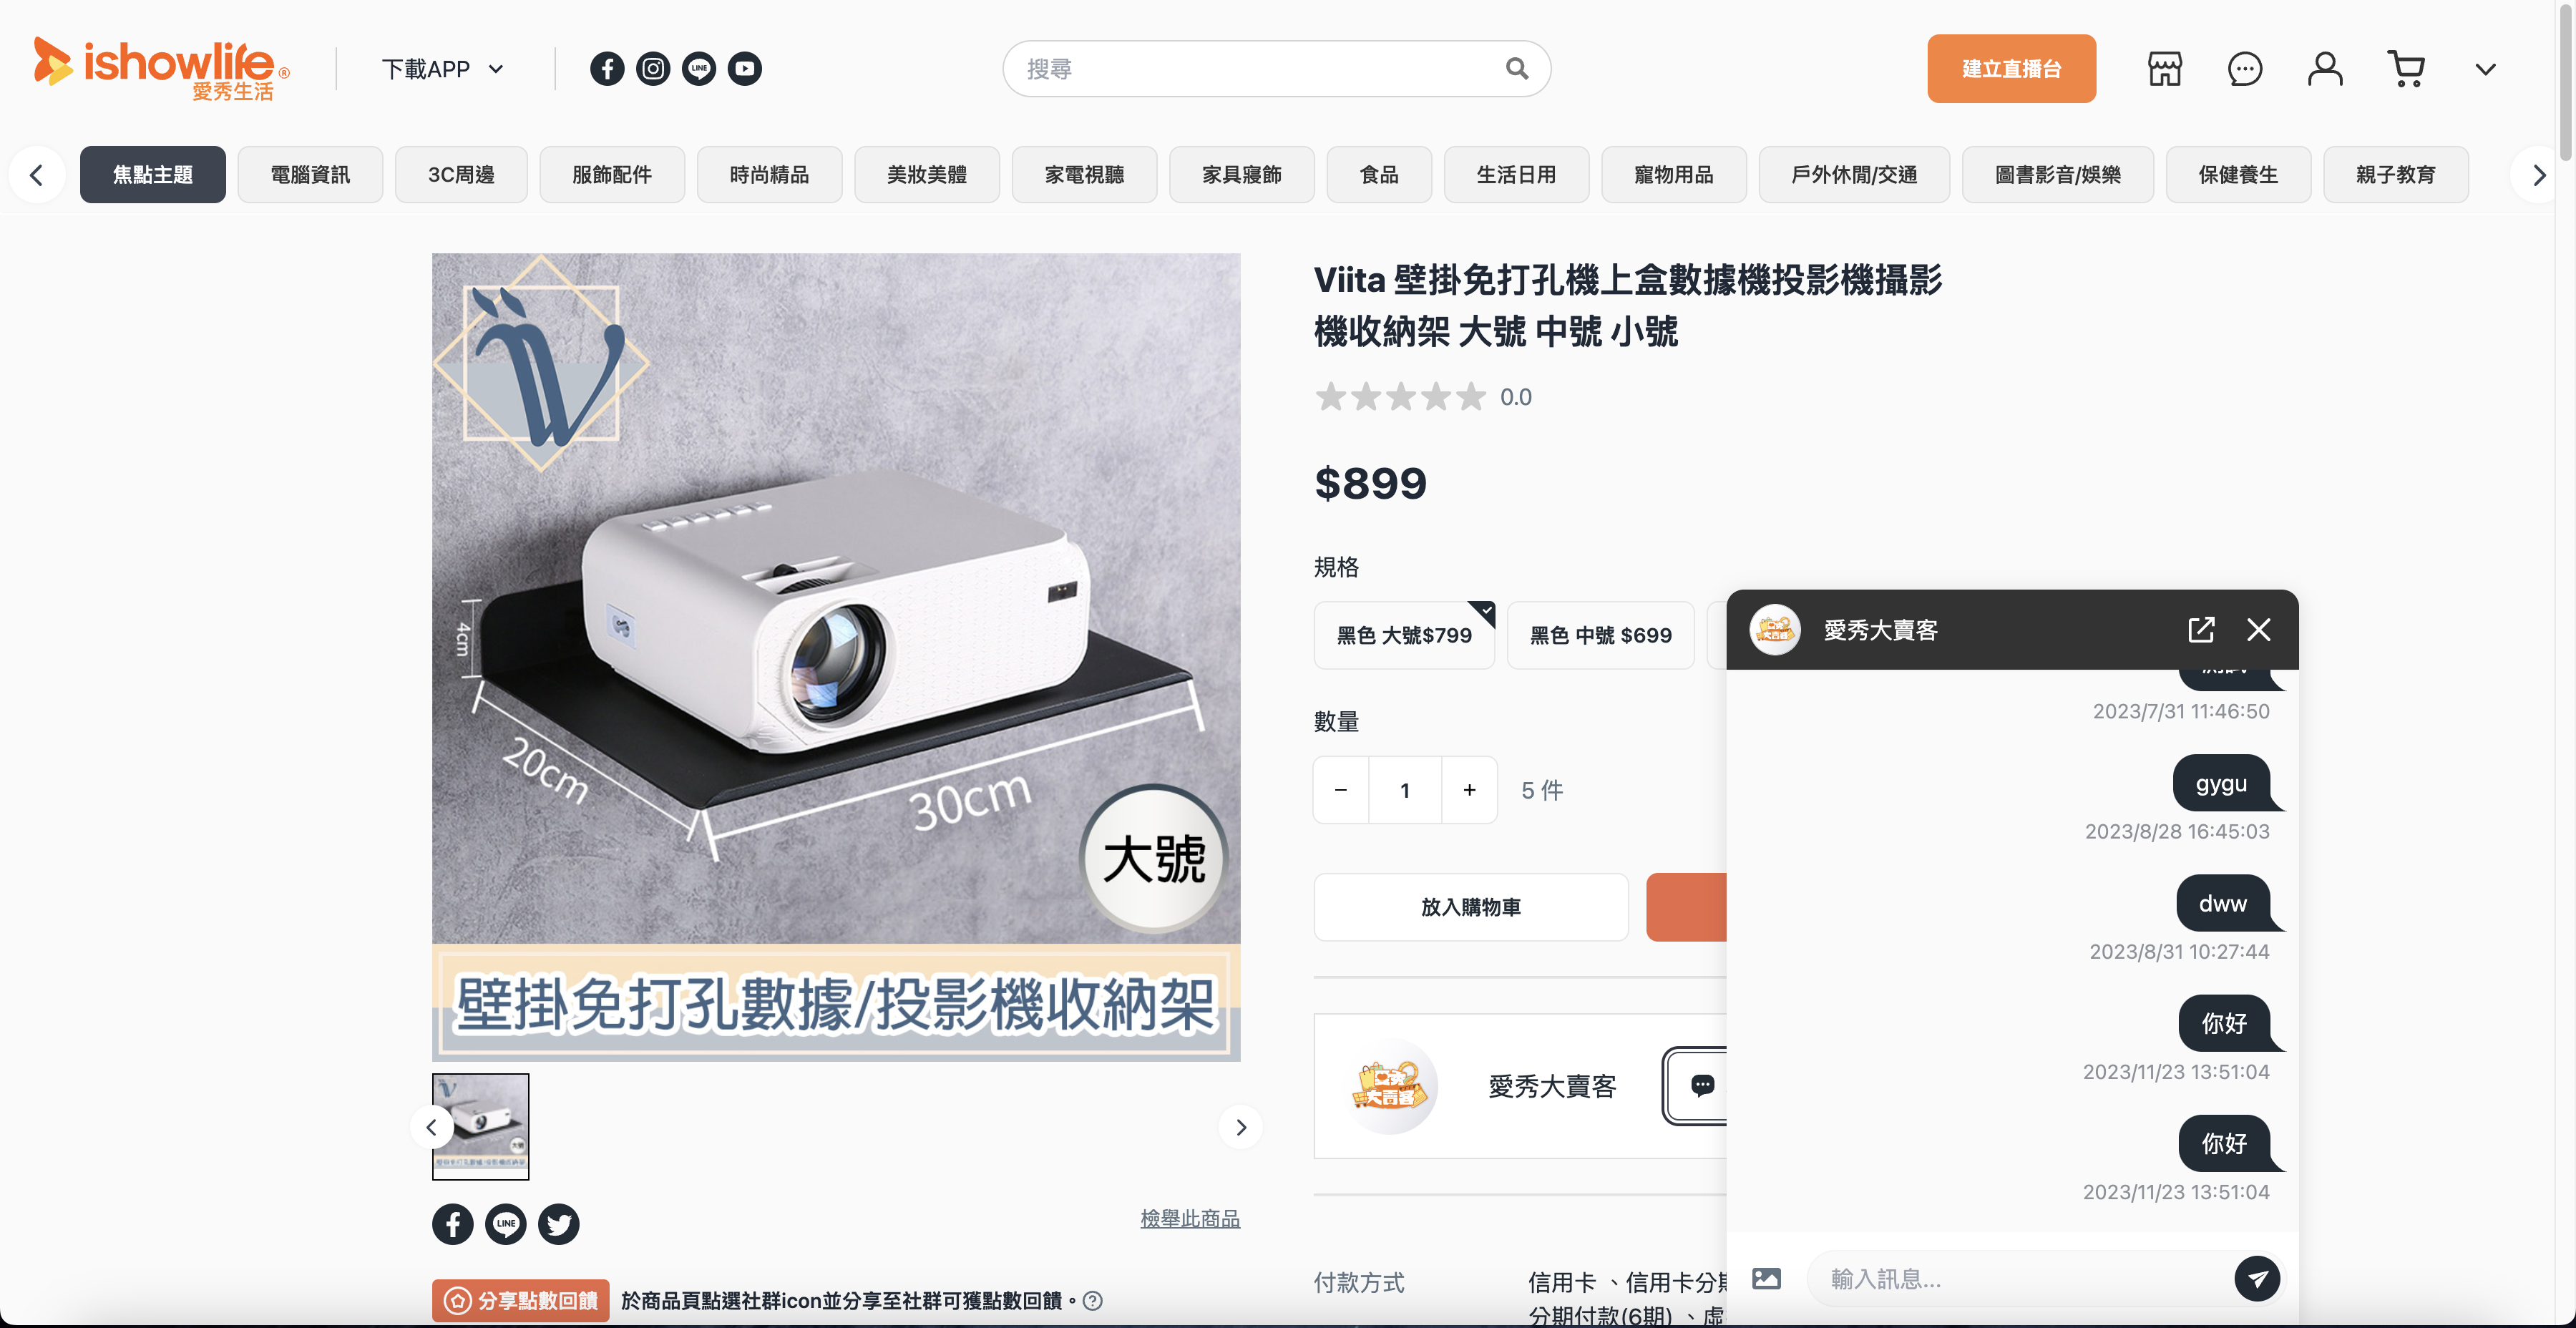 ishowlife®
愛秀生活
下載APP
LINE
搜尋
建立直播台
焦點主題
電腦資訊
3C周邊
服飾配件
時尚精品
美妝美體
家電視聽
家具寢飾
食品
生活日用
寵物用品
戶外休閒/交通
圖書影音/娛樂
保健養生
親子教育
4cm
20cm
30cm
大號
壁掛免打孔數據/投影機收納架
LINE
檢舉此商品
分享點數回饋
於商品頁點選社群icon並分享至社群可獲點數回饋。
Viita 壁掛免打孔機上盒數據機投影機攝影
機收納架 大號 中號 小號
0.0
$899
規格
黑色 大號$799
黑色 中號 $699
數量
− 1 +
5 件
放入購物車
愛秀大賣客
付款方式
信用卡 、信用卡分期
分期付款(6期) 、虛
愛秀大賣客
2023/7/31 11:46:50
gygu
2023/8/28 16:45:03
dww
2023/8/31 10:27:44
你好
2023/11/23 13:51:04
你好
2023/11/23 13:51:04
輸入訊息...